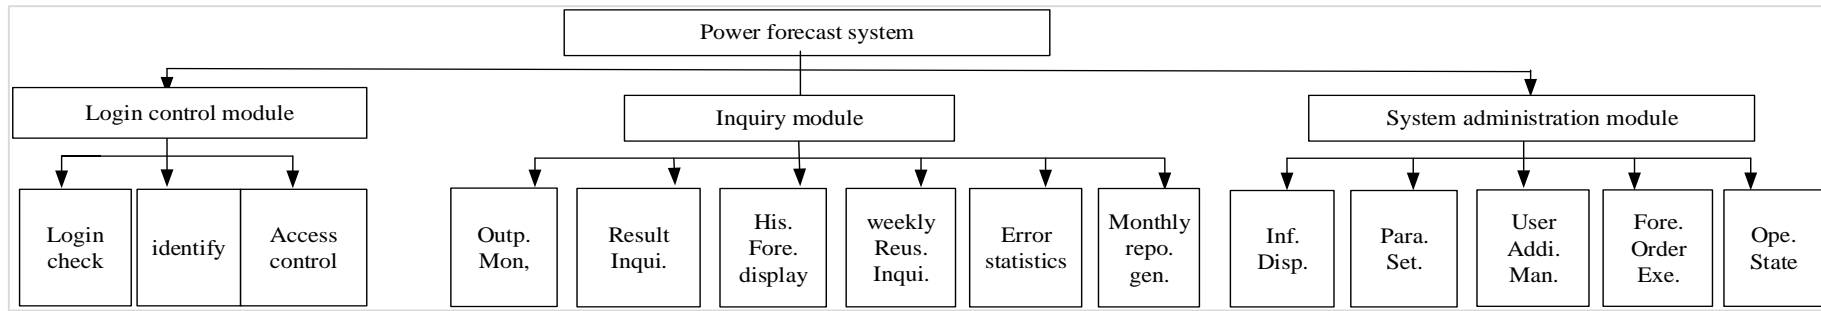 Power forecast system
Login control module
Inquiry module
System administration module
Login
check
identify
Access
control
Outp.
Mon,
Result
Inqui.
His.
Fore.
display
weekly
Reus.
Inqui.
Error
statistics
Monthly
repo.
gen.
Inf.
Disp.
Para.
Set.
User
Addi.
Man.
Fore.
Order
Exe.
Ope.
State